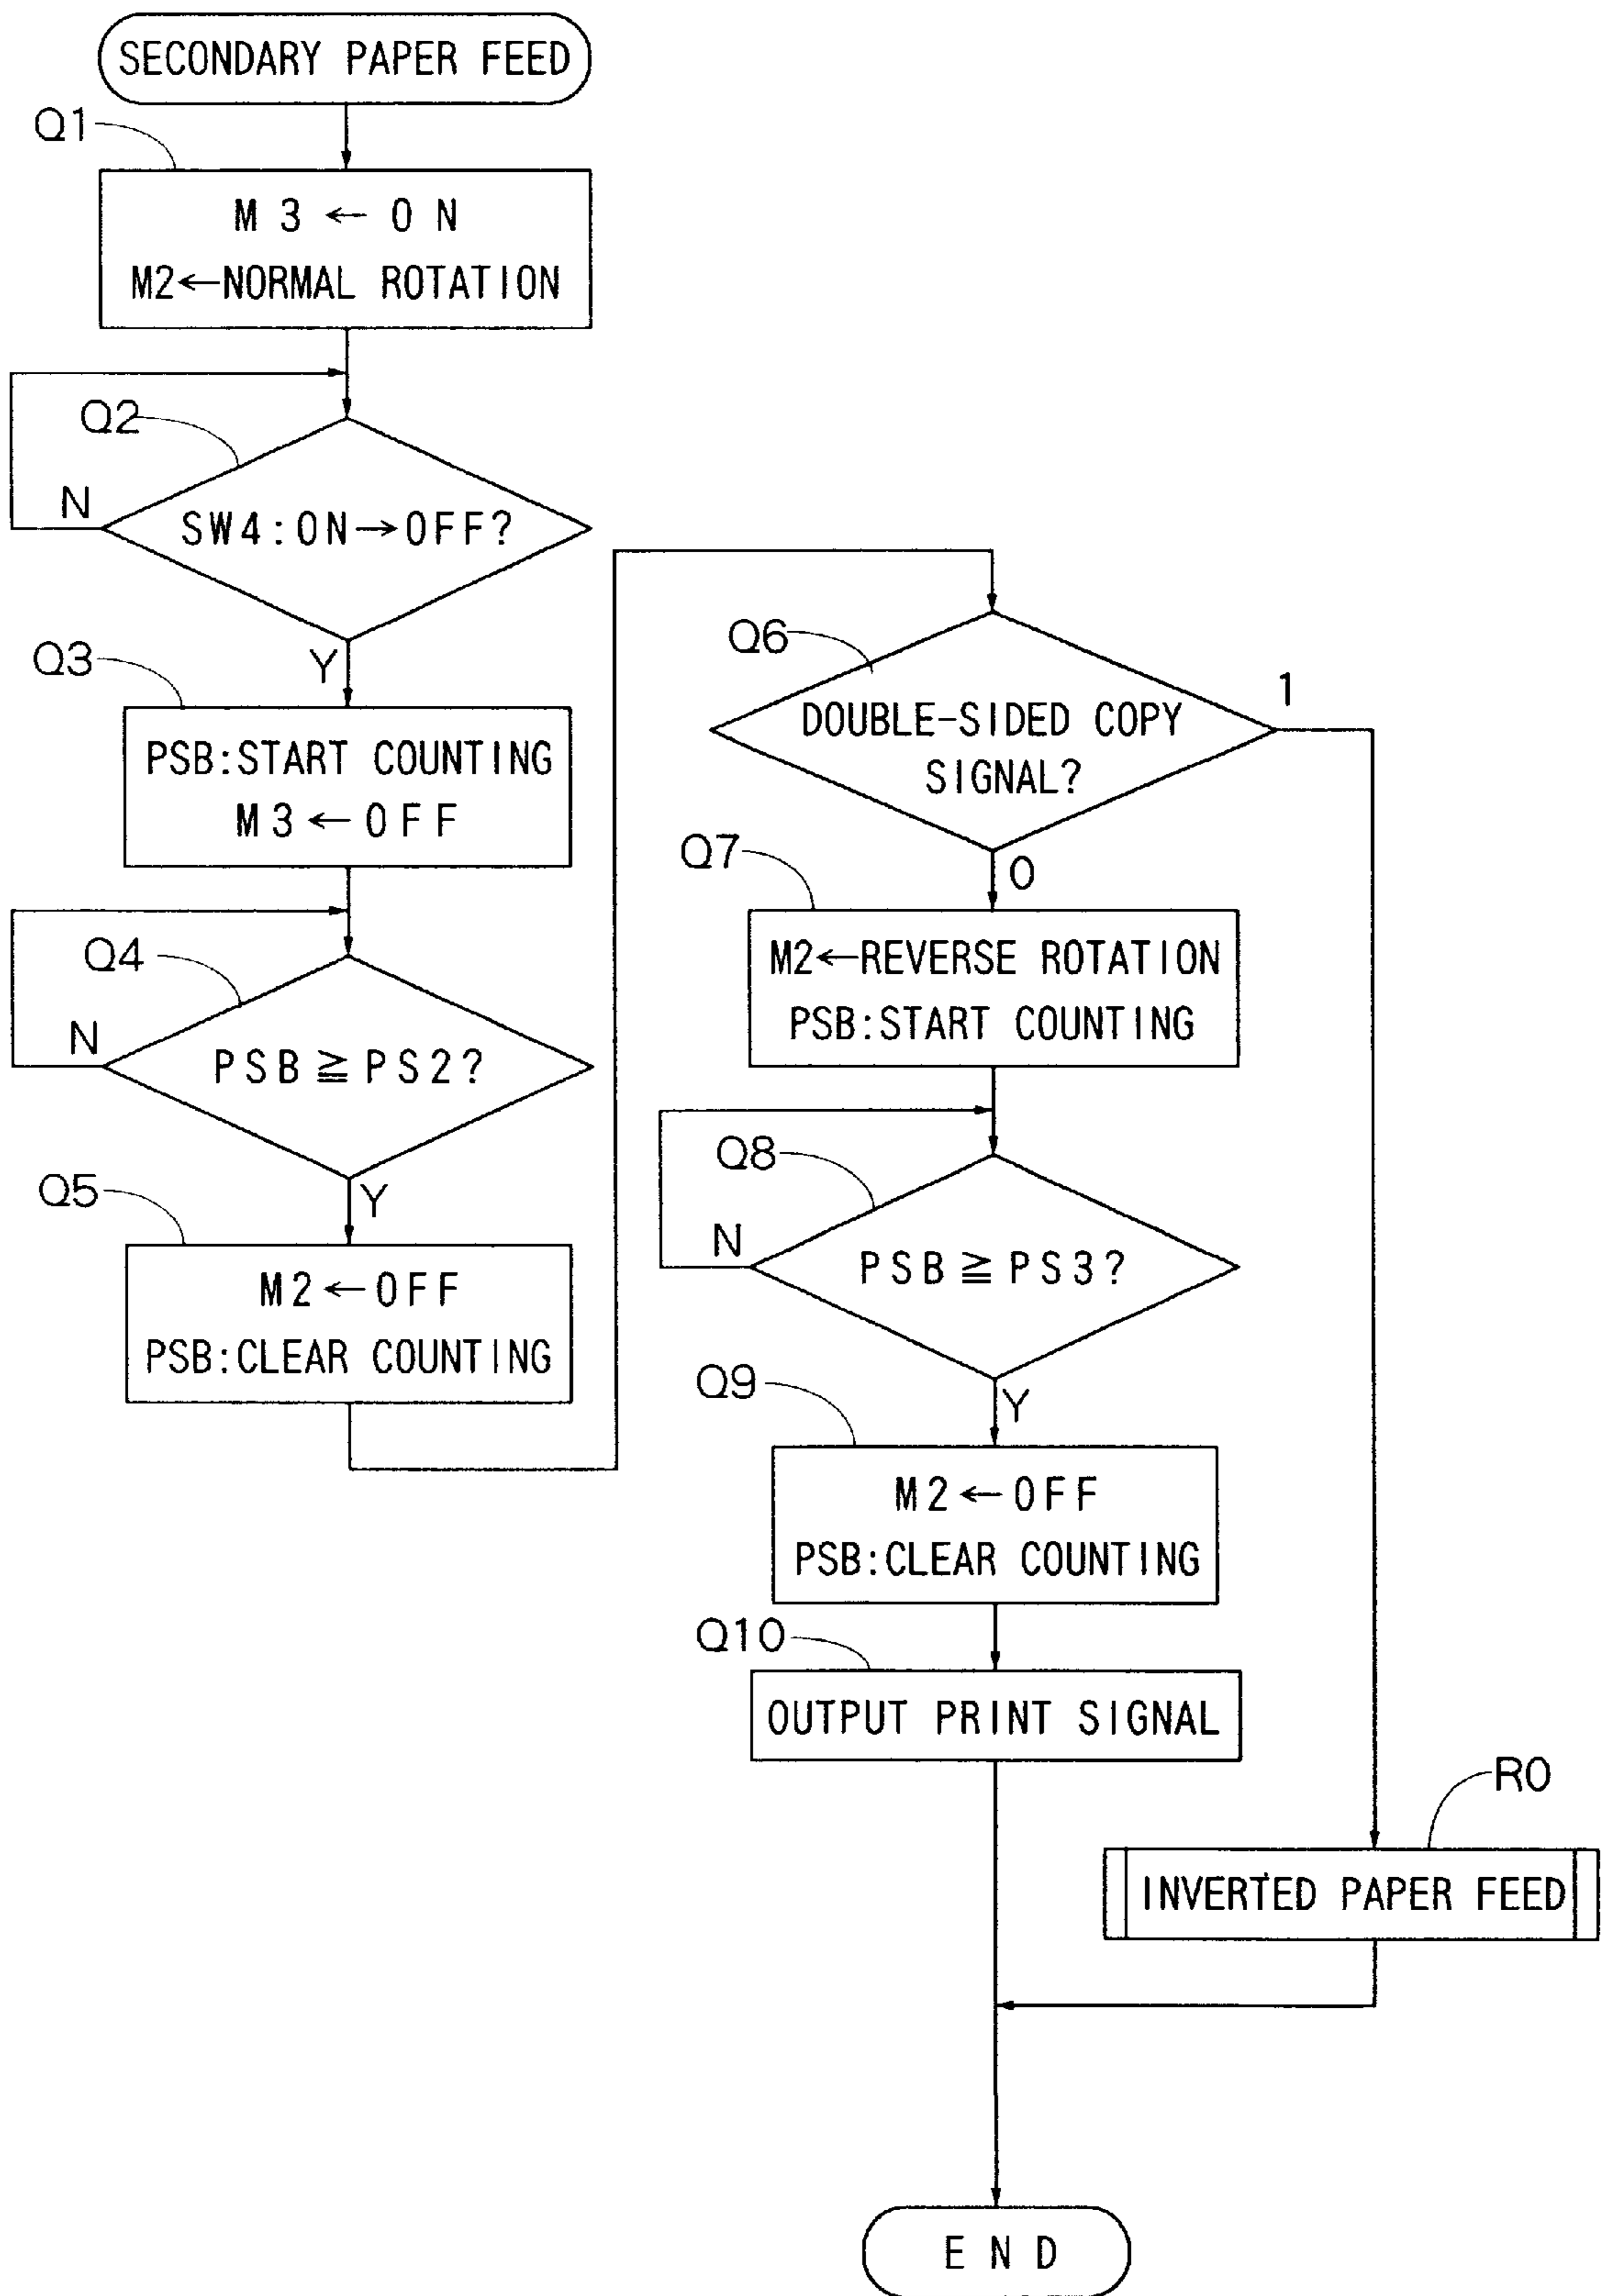 SECONDARY PAPER FEED
Q1
M3 ← ON
M2←NORMAL ROTATION
Q2
N
SW4:ON→OFF?
Y
Q3
PSB:START COUNTING
M3←OFF
Q4
N
PSB≧PS2?
Y
Q5
M2←OFF
PSB:CLEAR COUNTING
Q6
1
DOUBLE-SIDED COPY
SIGNAL?
0
Q7
M2←REVERSE ROTATION
PSB:START COUNTING
Q8
N
PSB≧PS3?
Y
Q9
M2←OFF
PSB:CLEAR COUNTING
Q10
OUTPUT PRINT SIGNAL
R0
INVERTED PAPER FEED
END